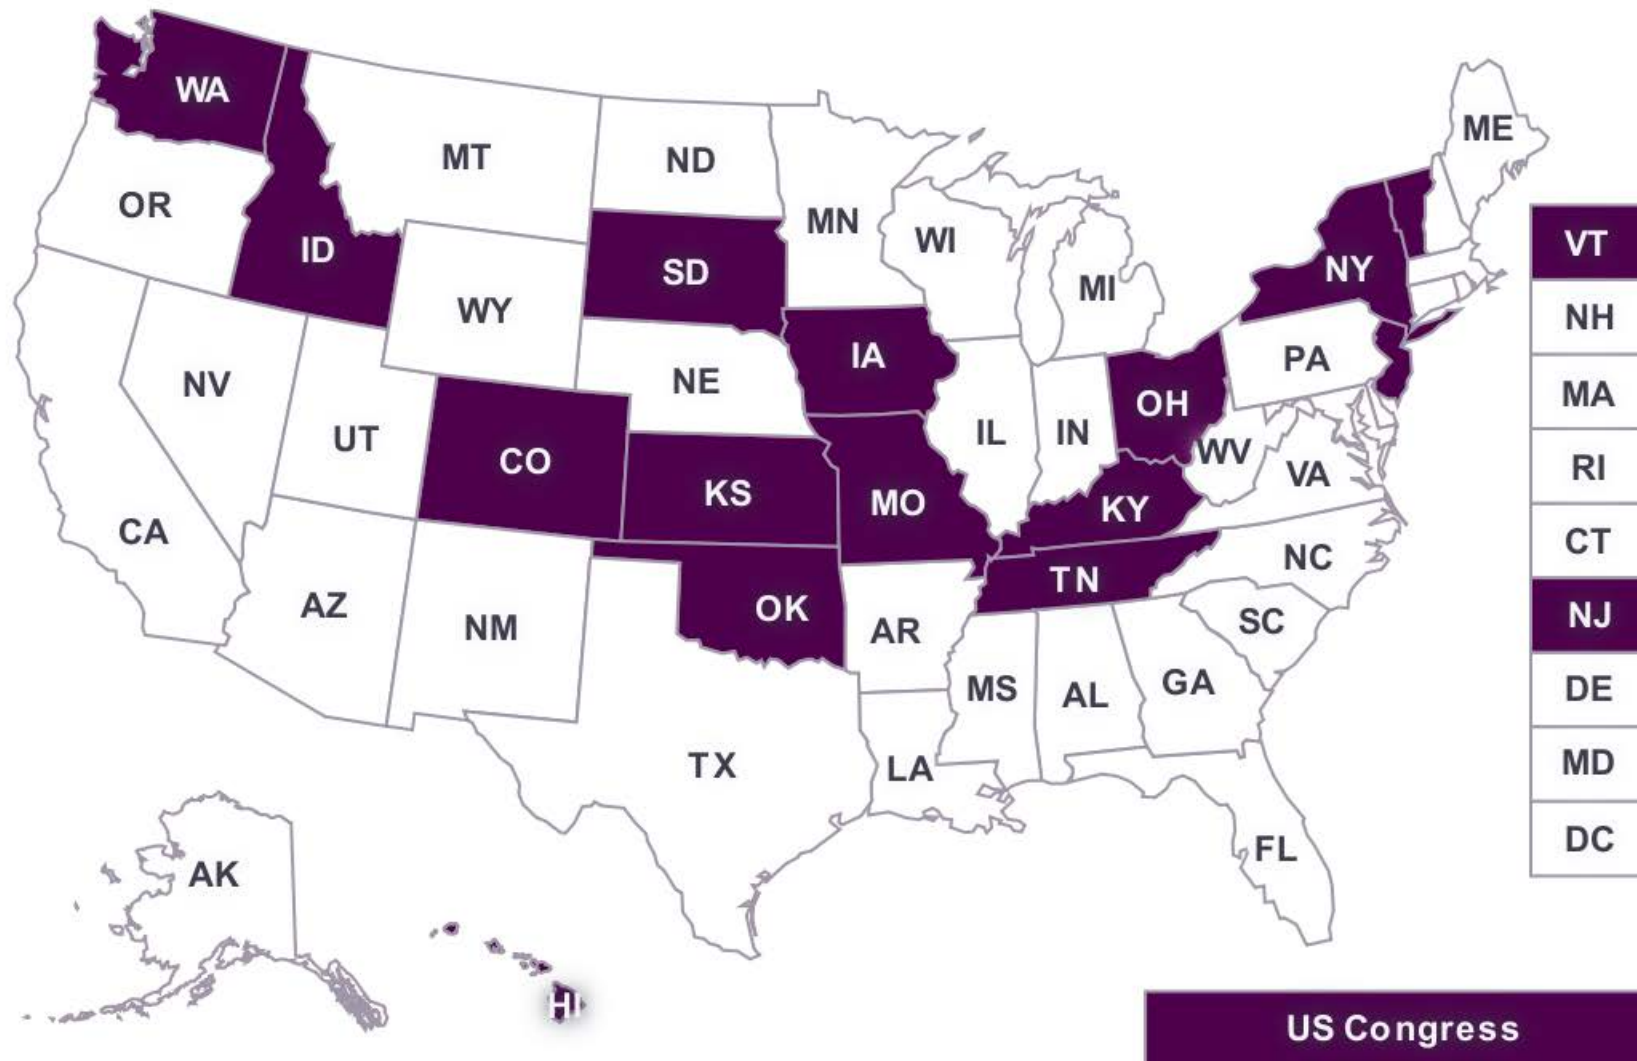 WA
MT
ND
ME
OR
MN
WI
ID
SD
NY
VT
MI
WY
NH
IA
PA
NV
NE
MA
OH
UT
IL
IN
WV
CO
VA
RI
KS
MO
KY
CA
CT
NC
TN
AZ
OK
NM
AR
SC
NJ
MS
AL
GA
DE
TX
LA
MD
DC
FL
AK
HI
US Congress